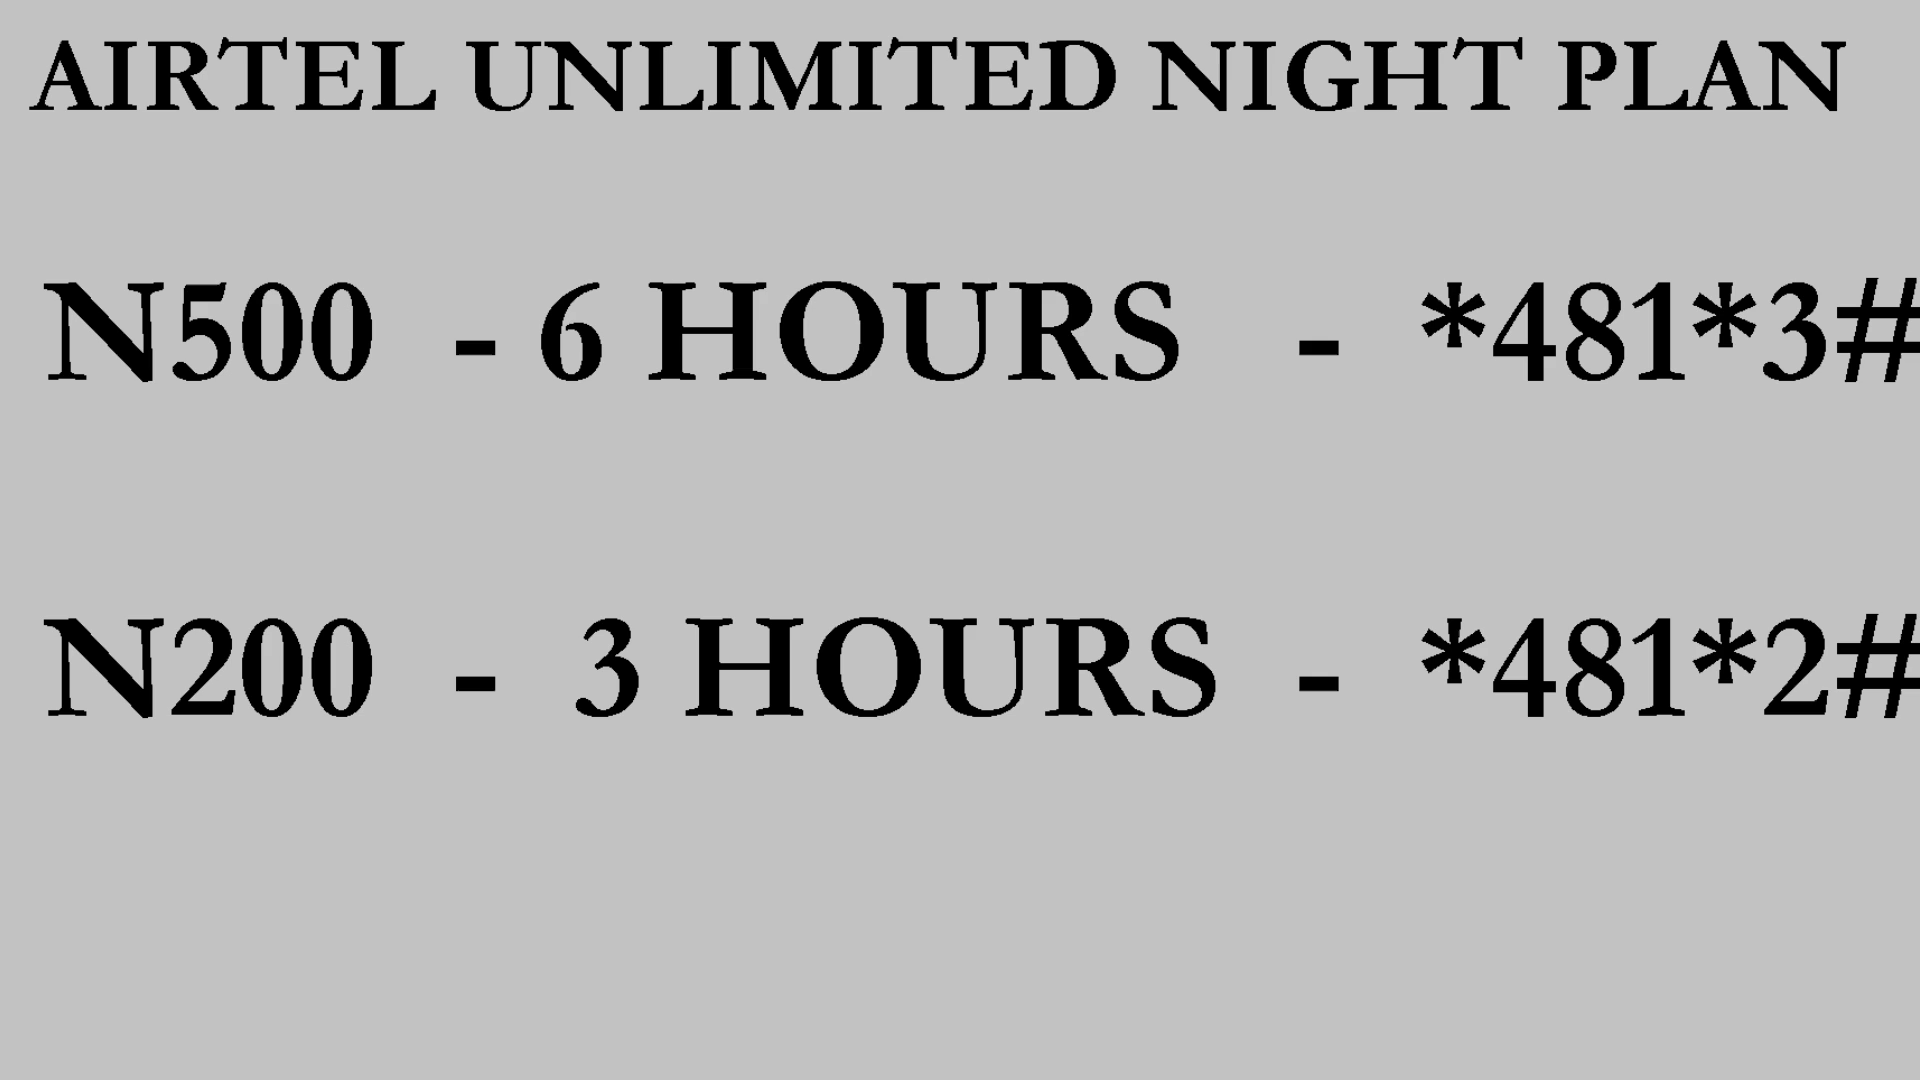 AIRTEL UNLIMITED NIGHT PLAN
N500 - 6 HOURS - *481*3#
N200 - 3 HOURS - *481*2#